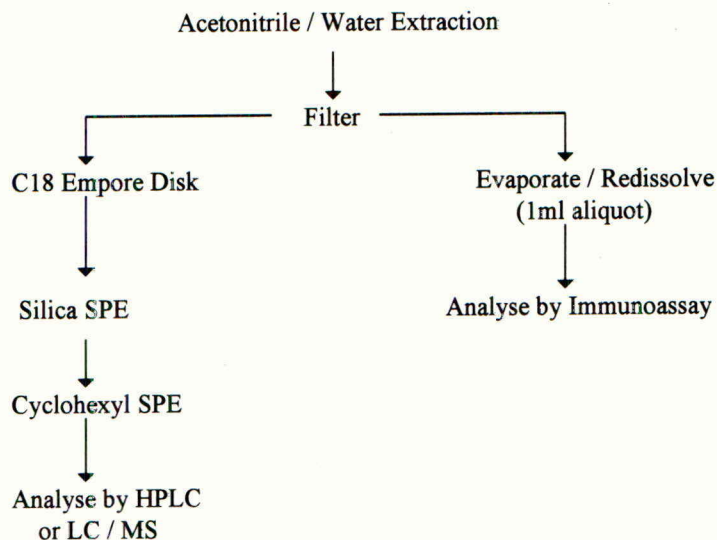 Acetonitrile / Water Extraction
Filter
C18 Empore Disk
Silica SPE
Cyclohexyl SPE
Analyse by HPLC
or LC / MS
Evaporate / Redissolve
(1ml aliquot)
Analyse by Immunoassay